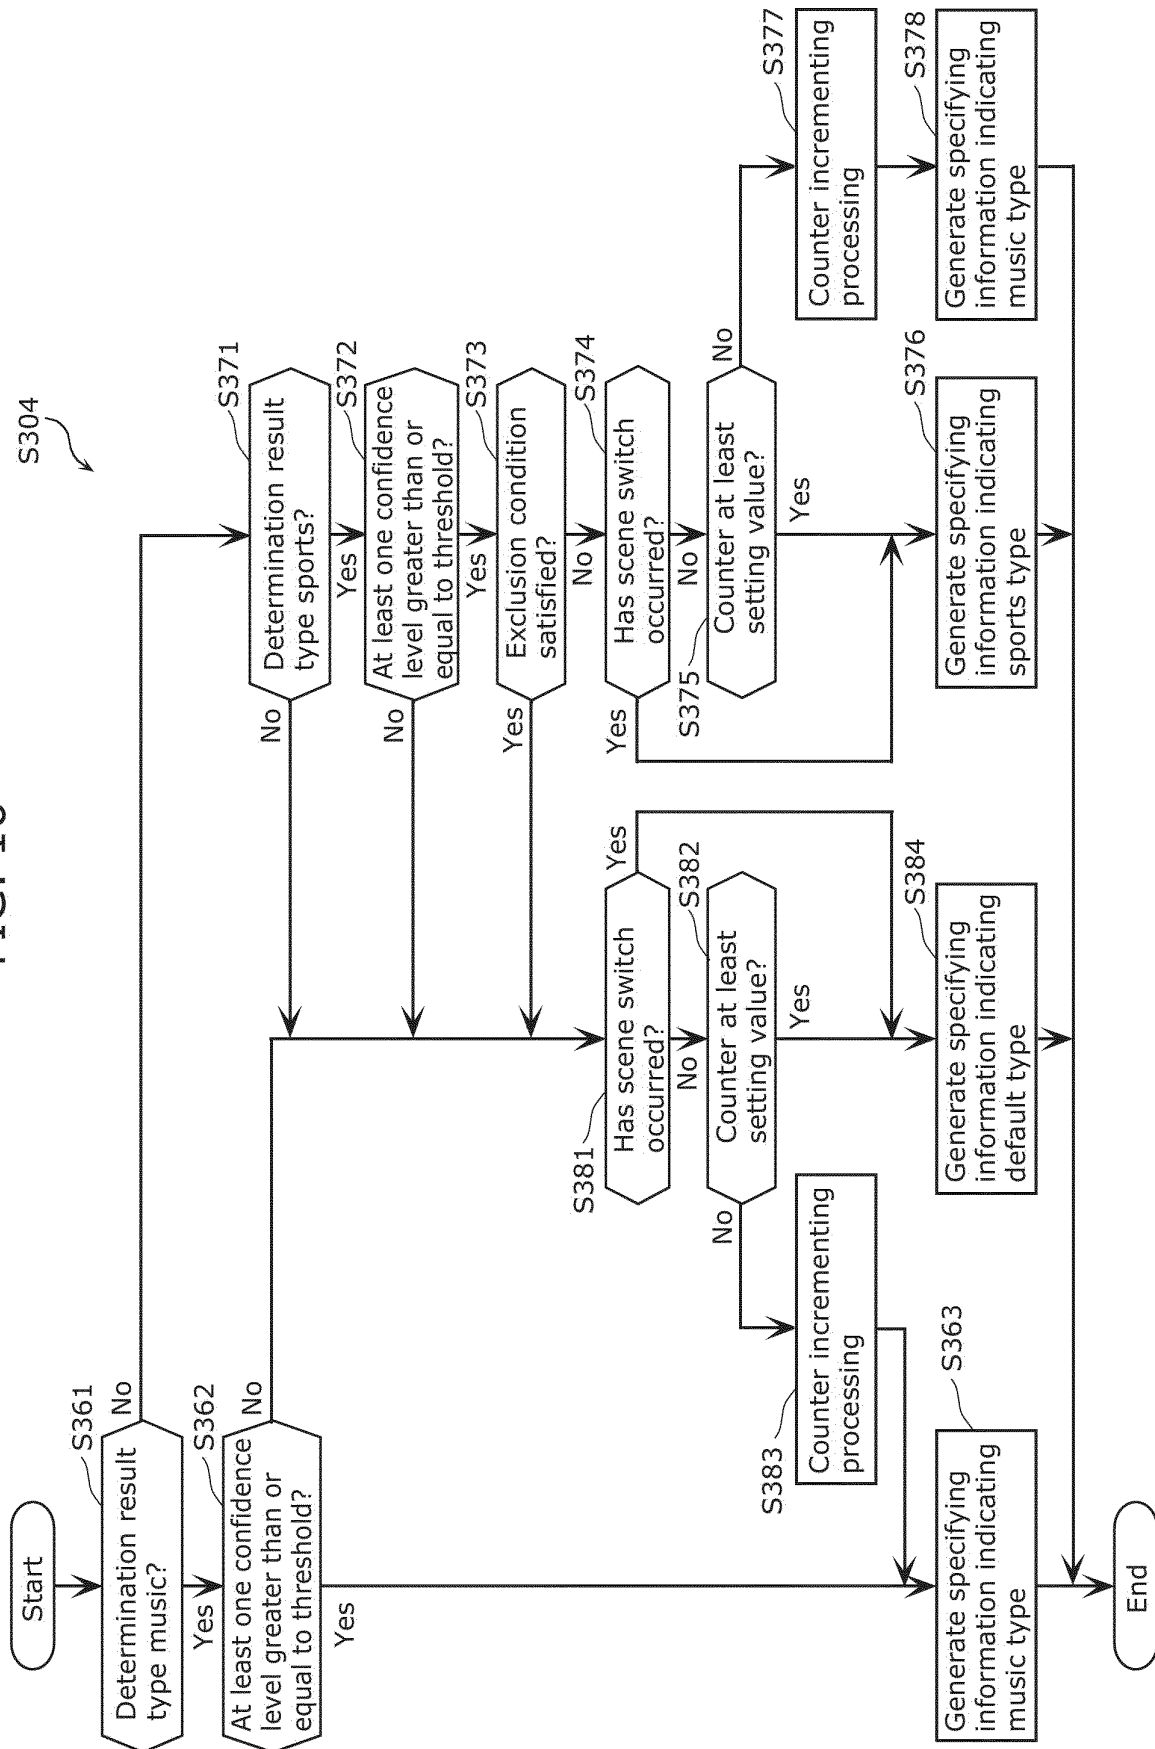 S304
Start
S361
Determination result
type music?
No
Yes
S362
At least one confidence
level greater than or
equal to threshold?
No
Yes
S371
Determination result
type sports?
No
Yes
S372
At least one confidence
level greater than or
equal to threshold?
No
Yes
S373
Exclusion condition
satisfied?
Yes
No
S374
Has scene switch
occurred?
Yes
No
S375
Counter at least
setting value?
No
Yes
S377
Counter incrementing
processing
S378
Generate specifying
information indicating
music type
S376
Generate specifying
information indicating
sports type
S381
Has scene switch
occurred?
Yes
No
S382
Counter at least
setting value?
No
Yes
S383
Counter incrementing
processing
S384
Generate specifying
information indicating
default type
S363
Generate specifying
information indicating
music type
End